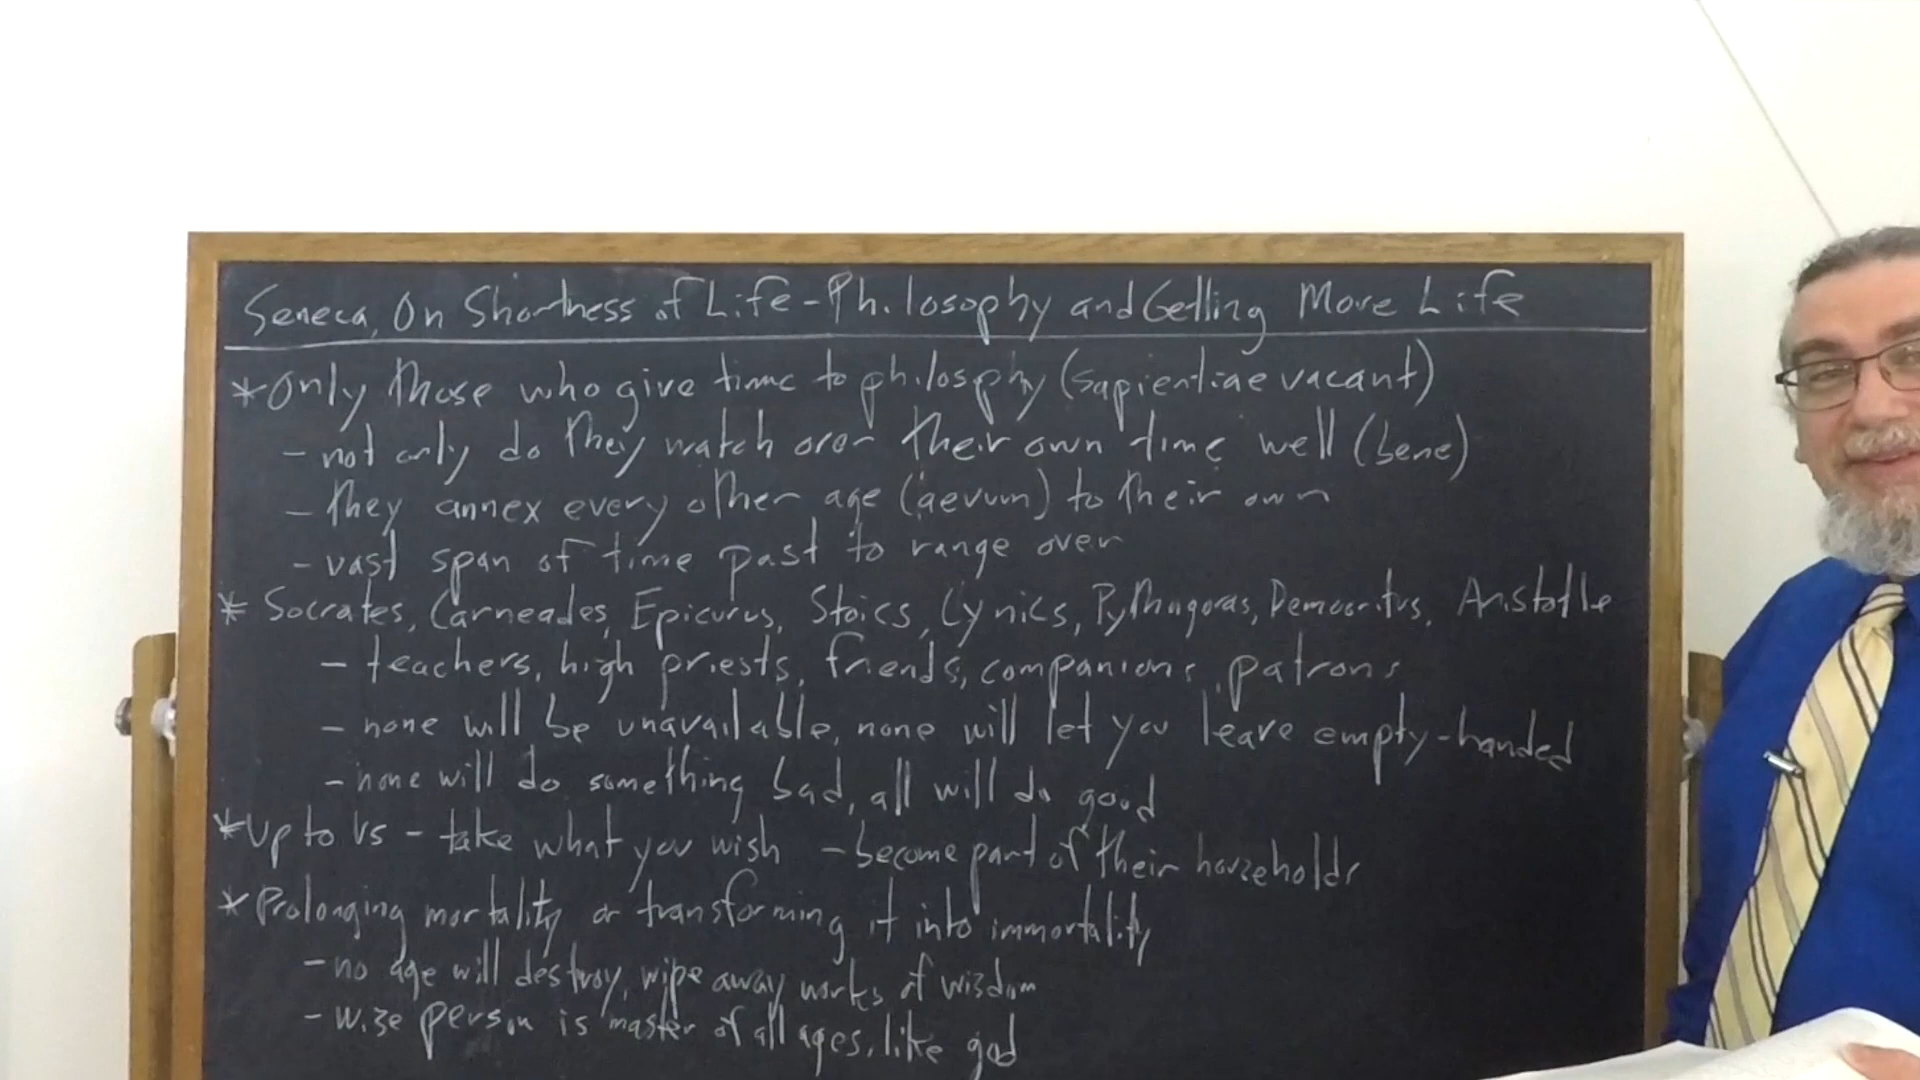 Seneca, On Shortness of Life - Philosophy and Getting More Life
* Only those who give time to philosphy (sapientiae vacant)
- not only do they watch over their own time well (bene)
- they annex every other age (aevum) to their own
- vast span of time past to range over
* Socrates, Carneades, Epicurus, Stoics, Cynics, Pythagoras, Democritus, Aristotle
- teachers, high priests, friends, companions, patrons
- none will be unavailable, none will let you leave empty-handed
- none will do something bad, all will do good
* Up to Us - take what you wish - become part of their households
* Prolonging mortality or transforming it into immortality
- no age will destroy, wipe away works of wisdom
- wise person is master of all ages, like god